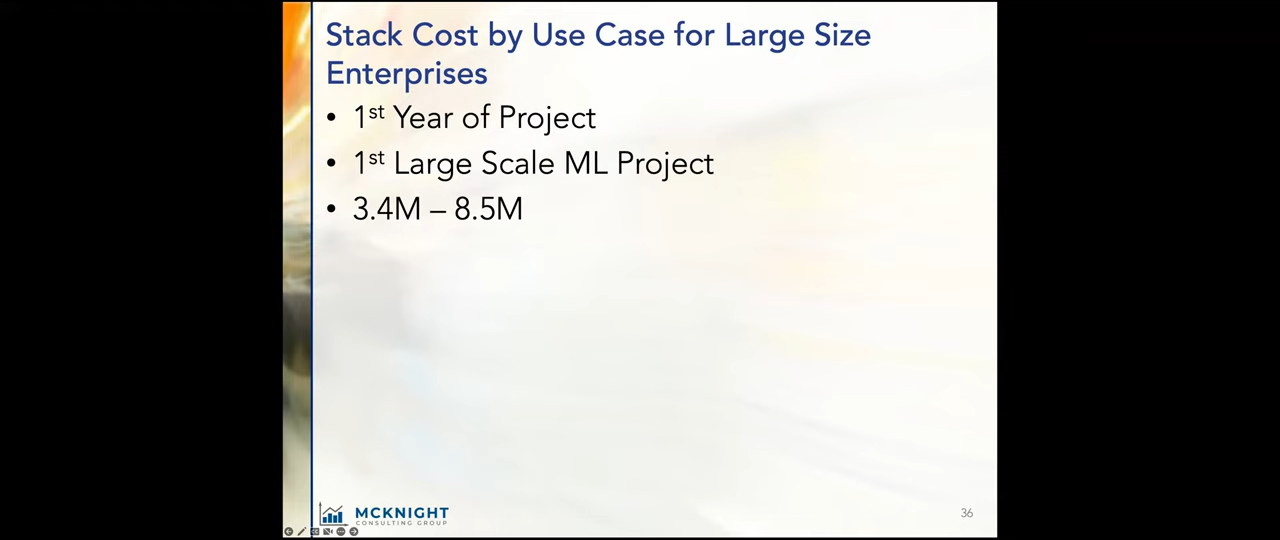 Stack Cost by Use Case for Large Size
Enterprises
• 1st Year of Project
• 1st Large Scale ML Project
• 3.4M – 8.5M
MCKNIGHT
CONSULTING GROUP
36